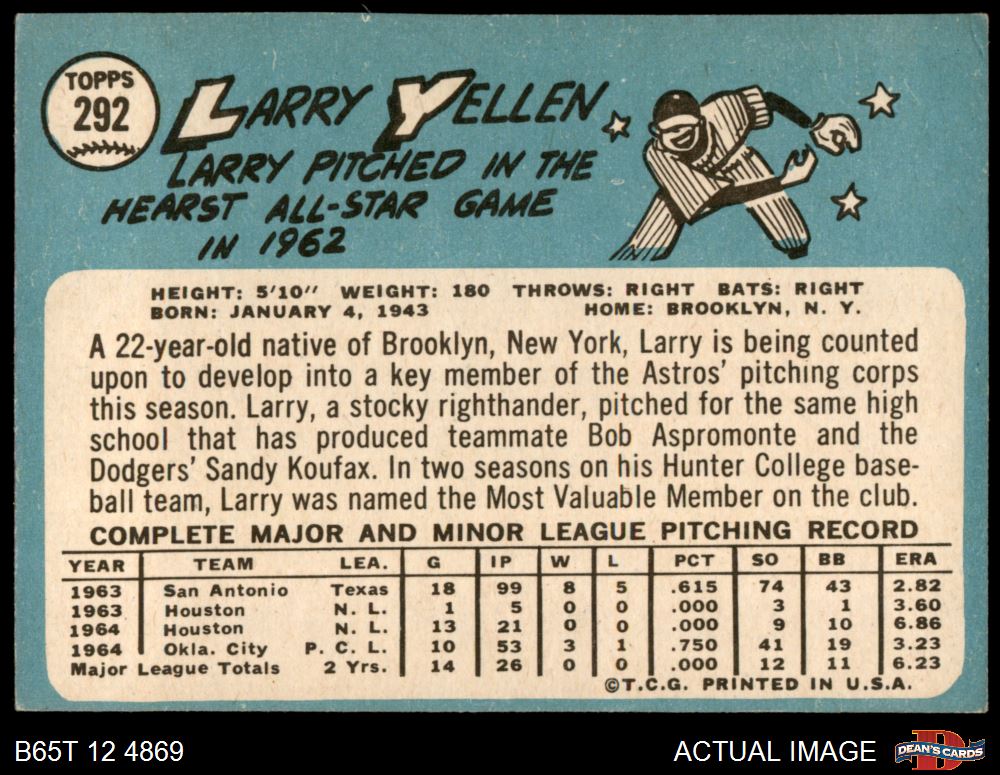 TOPPS
292
LARRY YELLEN
LARRY PITCHED IN THE
HEARST ALL-STAR GAME
IN 1962
HEIGHT: 5'10" WEIGHT: 180 THROWS: RIGHT BATS: RIGHT
BORN: JANUARY 4, 1943 HOME: BROOKLYN, N. Y.
A 22-year-old native of Brooklyn, New York, Larry is being counted
upon to develop into a key member of the Astros' pitching corps
this season. Larry, a stocky righthander, pitched for the same high
school that has produced teammate Bob Aspromonte and the
Dodgers' Sandy Koufax. In two seasons on his Hunter College base-
ball team, Larry was named the Most Valuable Member on the club.
COMPLETE MAJOR AND MINOR LEAGUE PITCHING RECORD
YEAR TEAM LEA. G IP W L PCT SO BB ERA
1963 San Antonio Texas 18 99 8 5 .615 74 43 2.82
1963 Houston N. L. 1 5 0 0 .000 3 1 3.60
1964 Houston N. L. 13 21 0 0 .000 9 10 6.86
1964 Okla. City P. C. L. 10 53 3 1 .750 41 19 3.23
Major League Totals 2 Yrs. 14 26 0 0 .000 12 11 6.23
©T.C.G. PRINTED IN U.S.A.
B65T 12 4869 ACTUAL IMAGE D DEAN'S CARDS